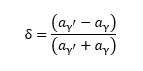 δ = (a_γ′ − a_γ) / (a_γ′ + a_γ)